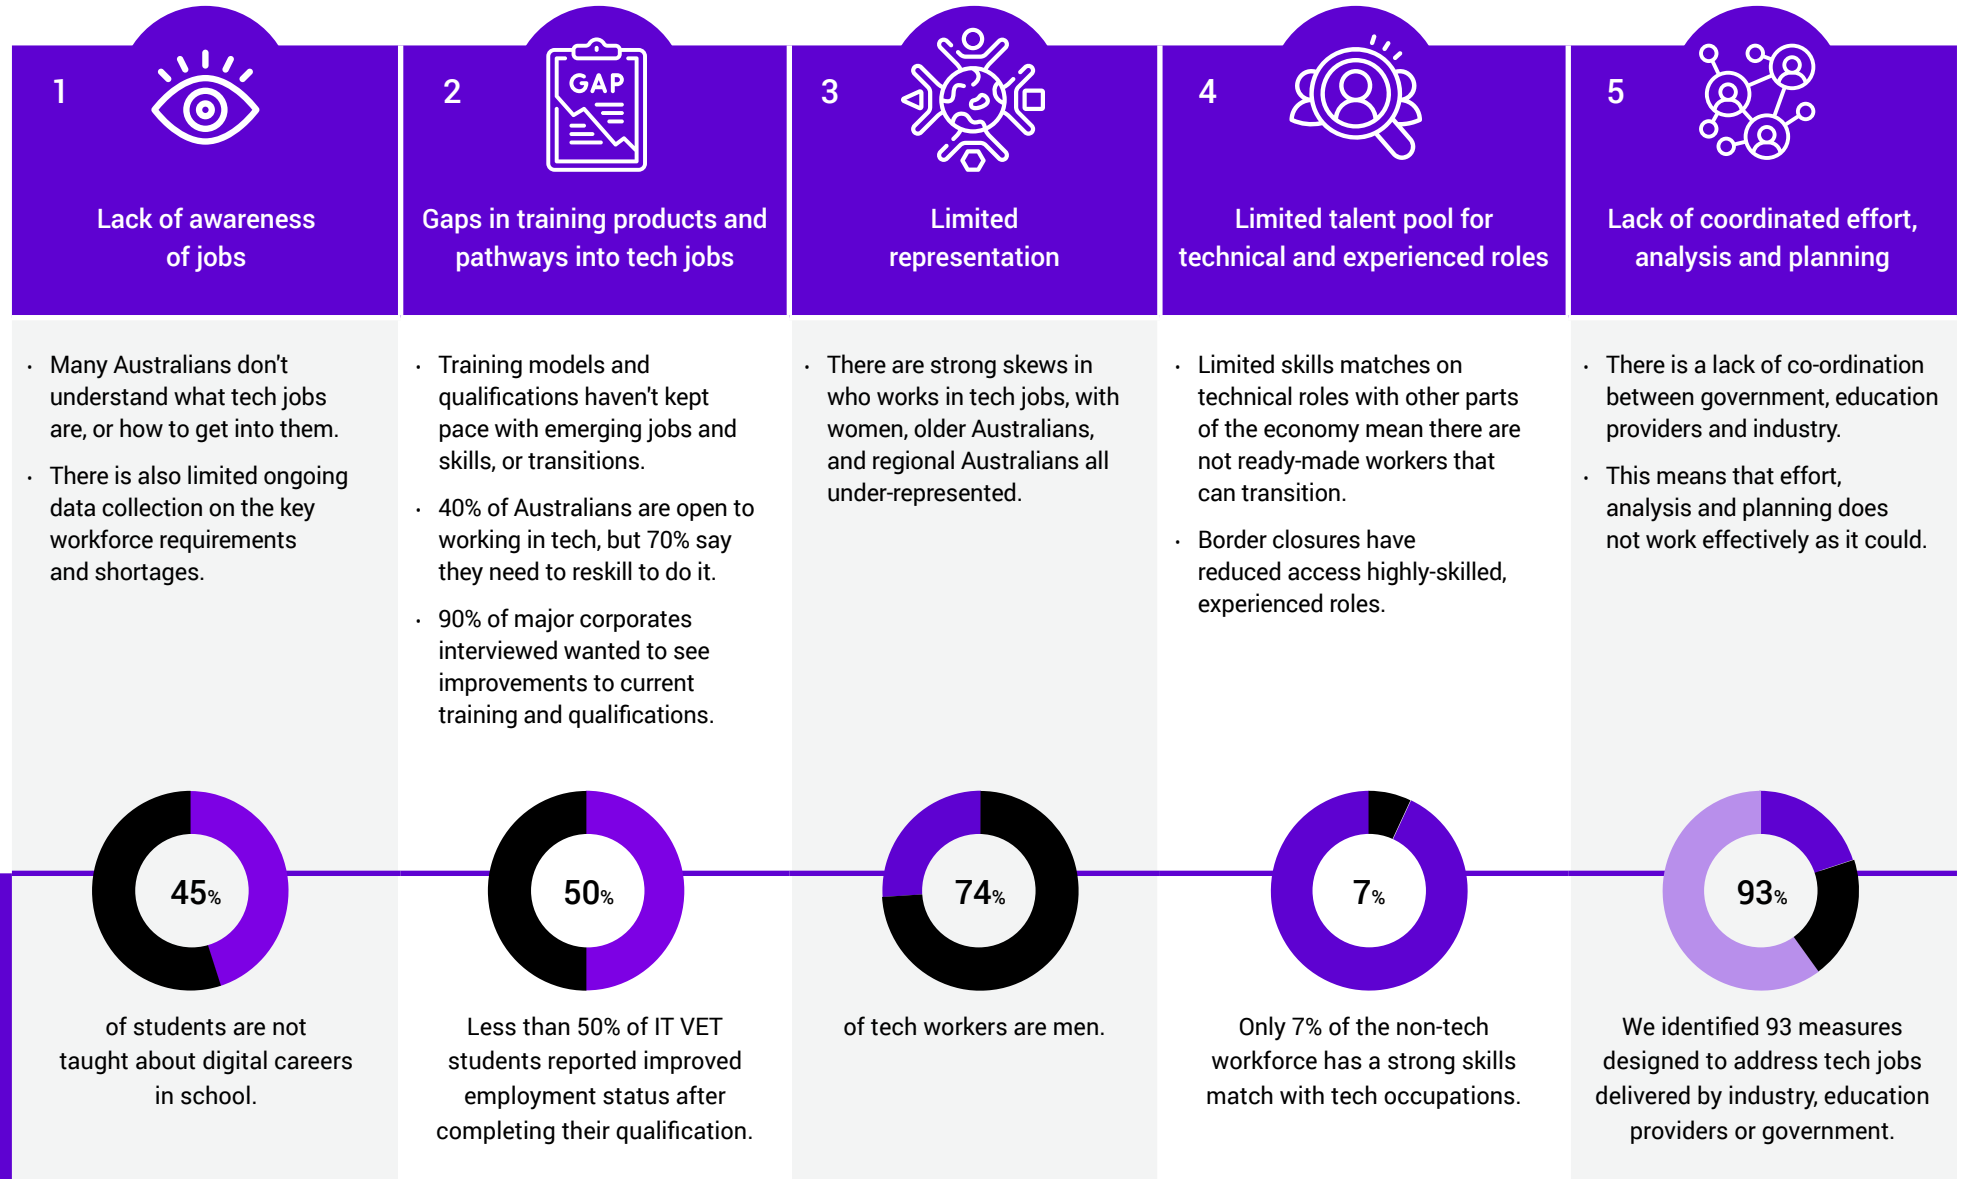 1
Lack of awareness
of jobs
· Many Australians don't
understand what tech jobs
are, or how to get into them.
· There is also limited ongoing
data collection on the key
workforce requirements
and shortages.
45%
of students are not
taught about digital careers
in school.
2
GAP
Gaps in training products and
pathways into tech jobs
· Training models and
qualifications haven't kept
pace with emerging jobs and
skills, or transitions.
· 40% of Australians are open to
working in tech, but 70% say
they need to reskill to do it.
· 90% of major corporates
interviewed wanted to see
improvements to current
training and qualifications.
50%
Less than 50% of IT VET
students reported improved
employment status after
completing their qualification.
3
Limited
representation
· There are strong skews in
who works in tech jobs, with
women, older Australians,
and regional Australians all
under-represented.
74%
of tech workers are men.
4
Limited talent pool for
technical and experienced roles
· Limited skills matches on
technical roles with other parts
of the economy mean there are
not ready-made workers that
can transition.
· Border closures have
reduced access highly-skilled,
experienced roles.
7%
Only 7% of the non-tech
workforce has a strong skills
match with tech occupations.
5
Lack of coordinated effort,
analysis and planning
· There is a lack of co-ordination
between government, education
providers and industry.
· This means that effort,
analysis and planning does
not work effectively as it could.
93%
We identified 93 measures
designed to address tech jobs
delivered by industry, education
providers or government.